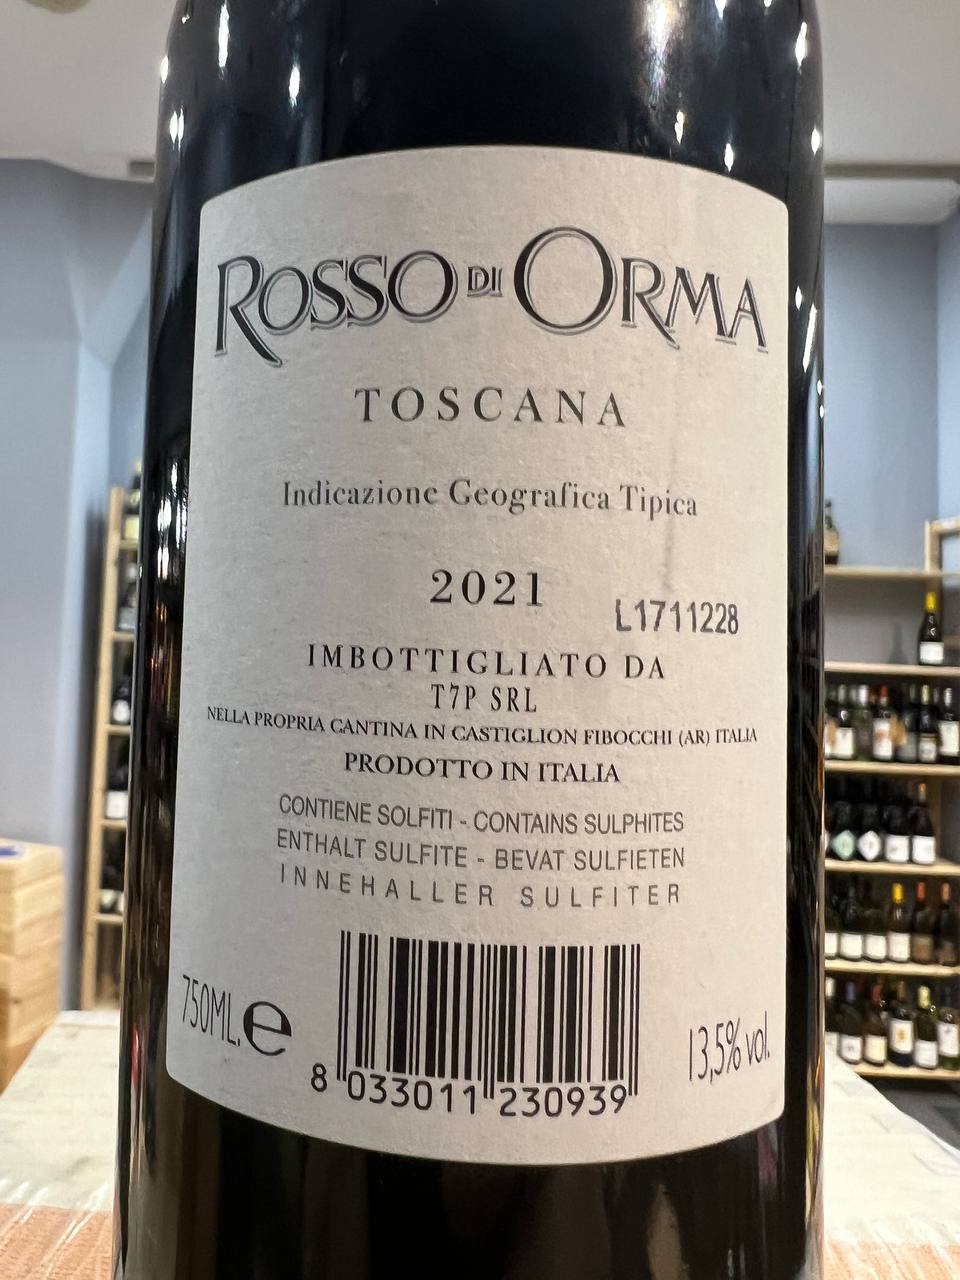 ROSSO DI ORMA
TOSCANA
Indicazione Geografica Tipica
2021
L1711228
IMBOTTIGLIATO DA
T7P SRL
NELLA PROPRIA CANTINA IN CASTIGLION FIBOCCHI (AR) ITALIA
PRODOTTO IN ITALIA
CONTIENE SOLFITI - CONTAINS SULPHITES
ENTHALT SULFITE - BEVAT SULFIETEN
INNEHALLER SULFITER
750ML. e
8 033011 230939
13,5% vol.